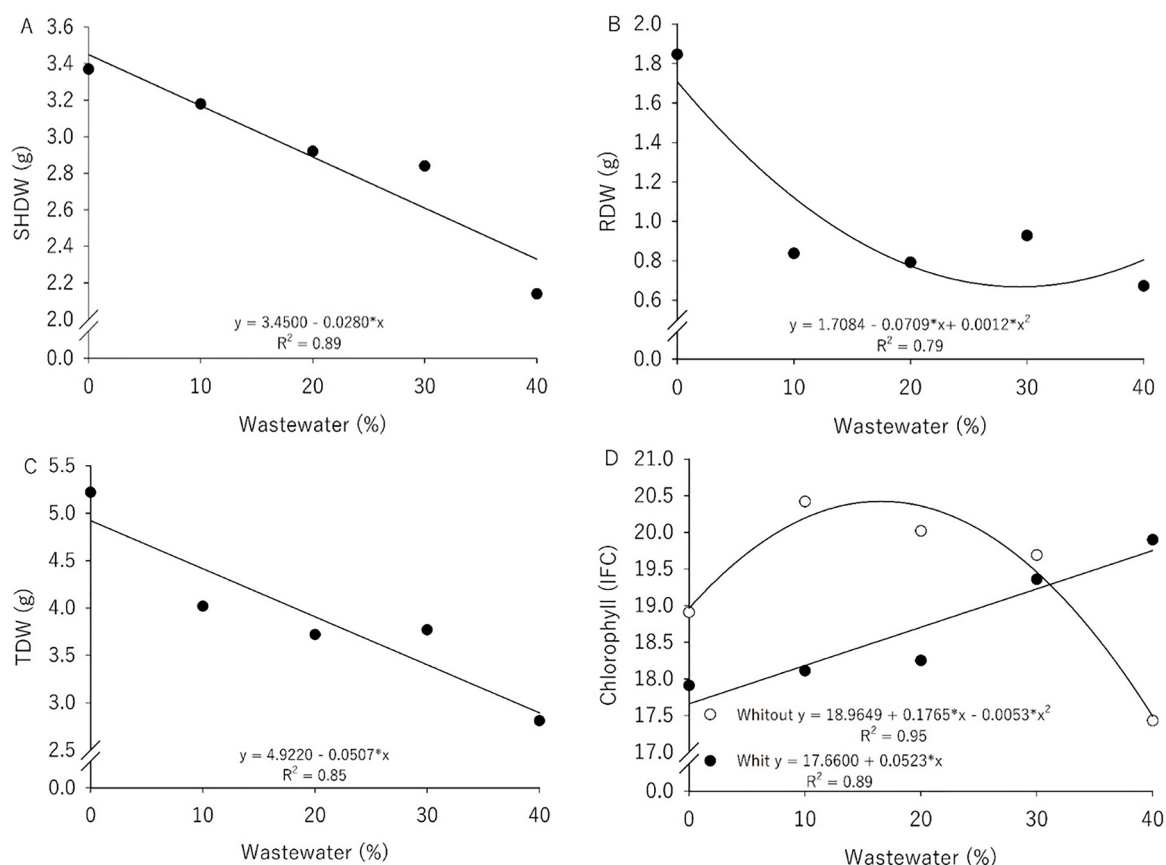 A
3.6
3.4
3.2
3.0
2.8
2.6
2.4
2.2
2.0
0.0
SHDW (g)
y = 3.4500 - 0.0280*x
R² = 0.89
0 10 20 30 40
Wastewater (%)
B
2.0
1.8
1.6
1.4
1.2
1.0
0.8
0.6
0.0
RDW (g)
y = 1.7084 - 0.0709*x+ 0.0012*x²
R² = 0.79
0 10 20 30 40
Wastewater (%)
C
5.5
5.0
4.5
4.0
3.5
3.0
2.5
0.0
TDW (g)
y = 4.9220 - 0.0507*x
R² = 0.85
0 10 20 30 40
Wastewater (%)
D
21.0
20.5
20.0
19.5
19.0
18.5
18.0
17.5
17.0
0.0
Chlorophyll (IFC)
Whitout y = 18.9649 + 0.1765*x - 0.0053*x²
R² = 0.95
Whit y = 17.6600 + 0.0523*x
R² = 0.89
0 10 20 30 40
Wastewater (%)